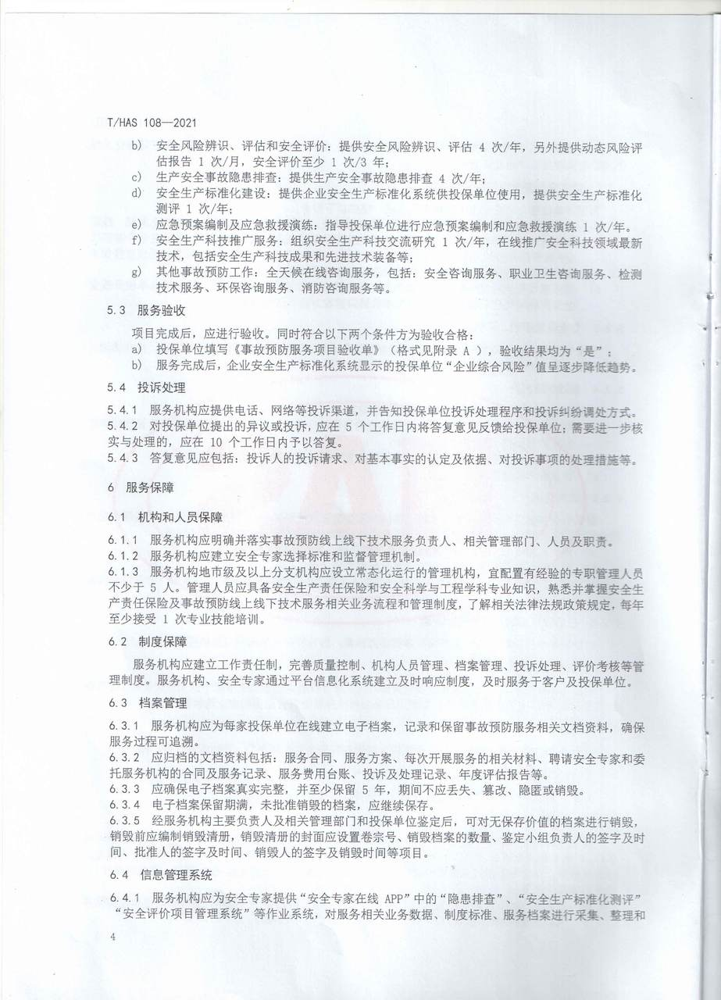 T/HAS 108—2021
b) 安全风险辨识、评估和安全评价：提供安全风险辨识、评估 4 次/年，另外提供动态风险评
估报告 1 次/月，安全评价至少 1 次/3 年；
c) 生产安全事故隐患排查：提供生产安全事故隐患排查 4 次/年；
d) 安全生产标准化建设：提供企业安全生产标准化系统供投保单位使用，提供安全生产标准化
测评 1 次/年；
e) 应急预案编制及应急救援演练：指导投保单位进行应急预案编制和应急救援演练 1 次/年。
f) 安全生产科技推广服务：组织安全生产科技交流研究 1 次/年，在线推广安全科技领域最新
技术，包括安全生产科技成果和先进技术装备等；
g) 其他事故预防工作：全天候在线咨询服务，包括：安全咨询服务、职业卫生咨询服务、检测
技术服务、环保咨询服务、消防咨询服务等。
5.3 服务验收
项目完成后，应进行验收。同时符合以下两个条件方为验收合格：
a) 投保单位填写《事故预防服务项目验收单》（格式见附录 A ），验收结果均为“是”；
b) 服务完成后，企业安全生产标准化系统显示的投保单位“企业综合风险”值呈逐步降低趋势。
5.4 投诉处理
5.4.1 服务机构应提供电话、网络等投诉渠道，并告知投保单位投诉处理程序和投诉纠纷调处方式。
5.4.2 对投保单位提出的异议或投诉，应在 5 个工作日内将答复意见反馈给投保单位；需要进一步核
实与处理的，应在 10 个工作日内予以答复。
5.4.3 答复意见应包括：投诉人的投诉请求、对基本事实的认定及依据、对投诉事项的处理措施等。
6 服务保障
6.1 机构和人员保障
6.1.1 服务机构应明确并落实事故预防线上线下技术服务负责人、相关管理部门、人员及职责。
6.1.2 服务机构应建立安全专家选择标准和监督管理机制。
6.1.3 服务机构地市级及以上分支机构应设立常态化运行的管理机构，宜配置有经验的专职管理人员
不少于 5 人。管理人员应具备安全生产责任保险和安全科学与工程学科专业知识，熟悉并掌握安全生
产责任保险及事故预防线上线下技术服务相关业务流程和管理制度，了解相关法律法规政策规定，每年
至少接受 1 次专业技能培训。
6.2 制度保障
服务机构应建立工作责任制，完善质量控制、机构人员管理、档案管理、投诉处理、评价考核等管
理制度。服务机构、安全专家通过平台信息化系统建立及时响应制度，及时服务于客户及投保单位。
6.3 档案管理
6.3.1 服务机构应为每家投保单位在线建立电子档案，记录和保留事故预防服务相关文档资料，确保
服务过程可追溯。
6.3.2 应归档的文档资料包括：服务合同、服务方案、每次开展服务的相关材料、聘请安全专家和委
托服务机构的合同及服务记录、服务费用台账、投诉及处理记录、年度评估报告等。
6.3.3 应确保电子档案真实完整，并至少保留 5 年，期间不应丢失、篡改、隐匿或销毁。
6.3.4 电子档案保留期满，未批准销毁的档案，应继续保存。
6.3.5 经服务机构主要负责人及相关管理部门和投保单位鉴定后，可对无保存价值的档案进行销毁，
销毁前应编制销毁清册，销毁清册的封面应设置卷宗号、销毁档案的数量、鉴定小组负责人的签字及时
间、批准人的签字及时间、销毁人的签字及销毁时间等项目。
6.4 信息管理系统
6.4.1 服务机构应为安全专家提供“安全专家在线 APP”中的“隐患排查”、“安全生产标准化测评”
“安全评价项目管理系统”等作业系统，对服务相关业务数据、制度标准、服务档案进行采集、整理和
4